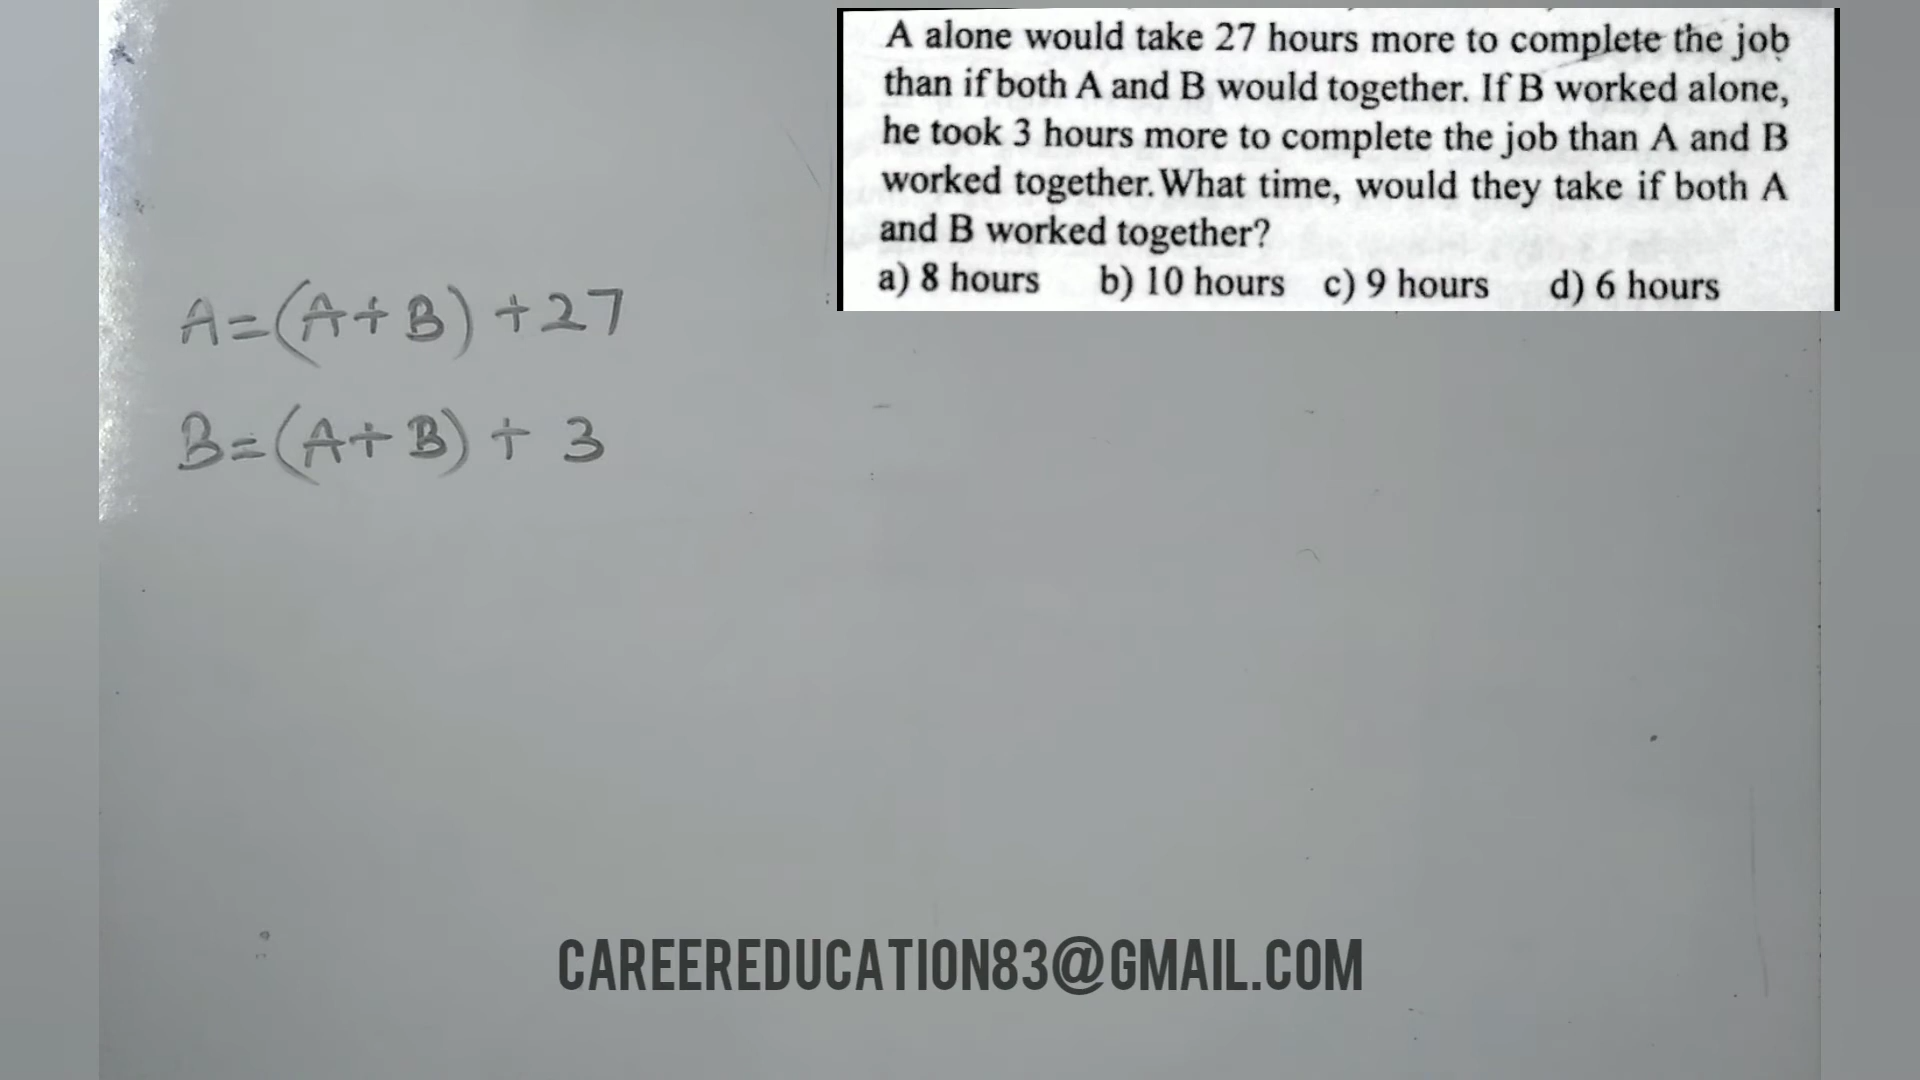 A alone would take 27 hours more to complete the job
than if both A and B would together. If B worked alone,
he took 3 hours more to complete the job than A and B
worked together. What time, would they take if both A
and B worked together?
a) 8 hours b) 10 hours c) 9 hours d) 6 hours
A=(A+B)+27
B=(A+B)+ 3
CAREEREDUCATION83@GMAIL.COM